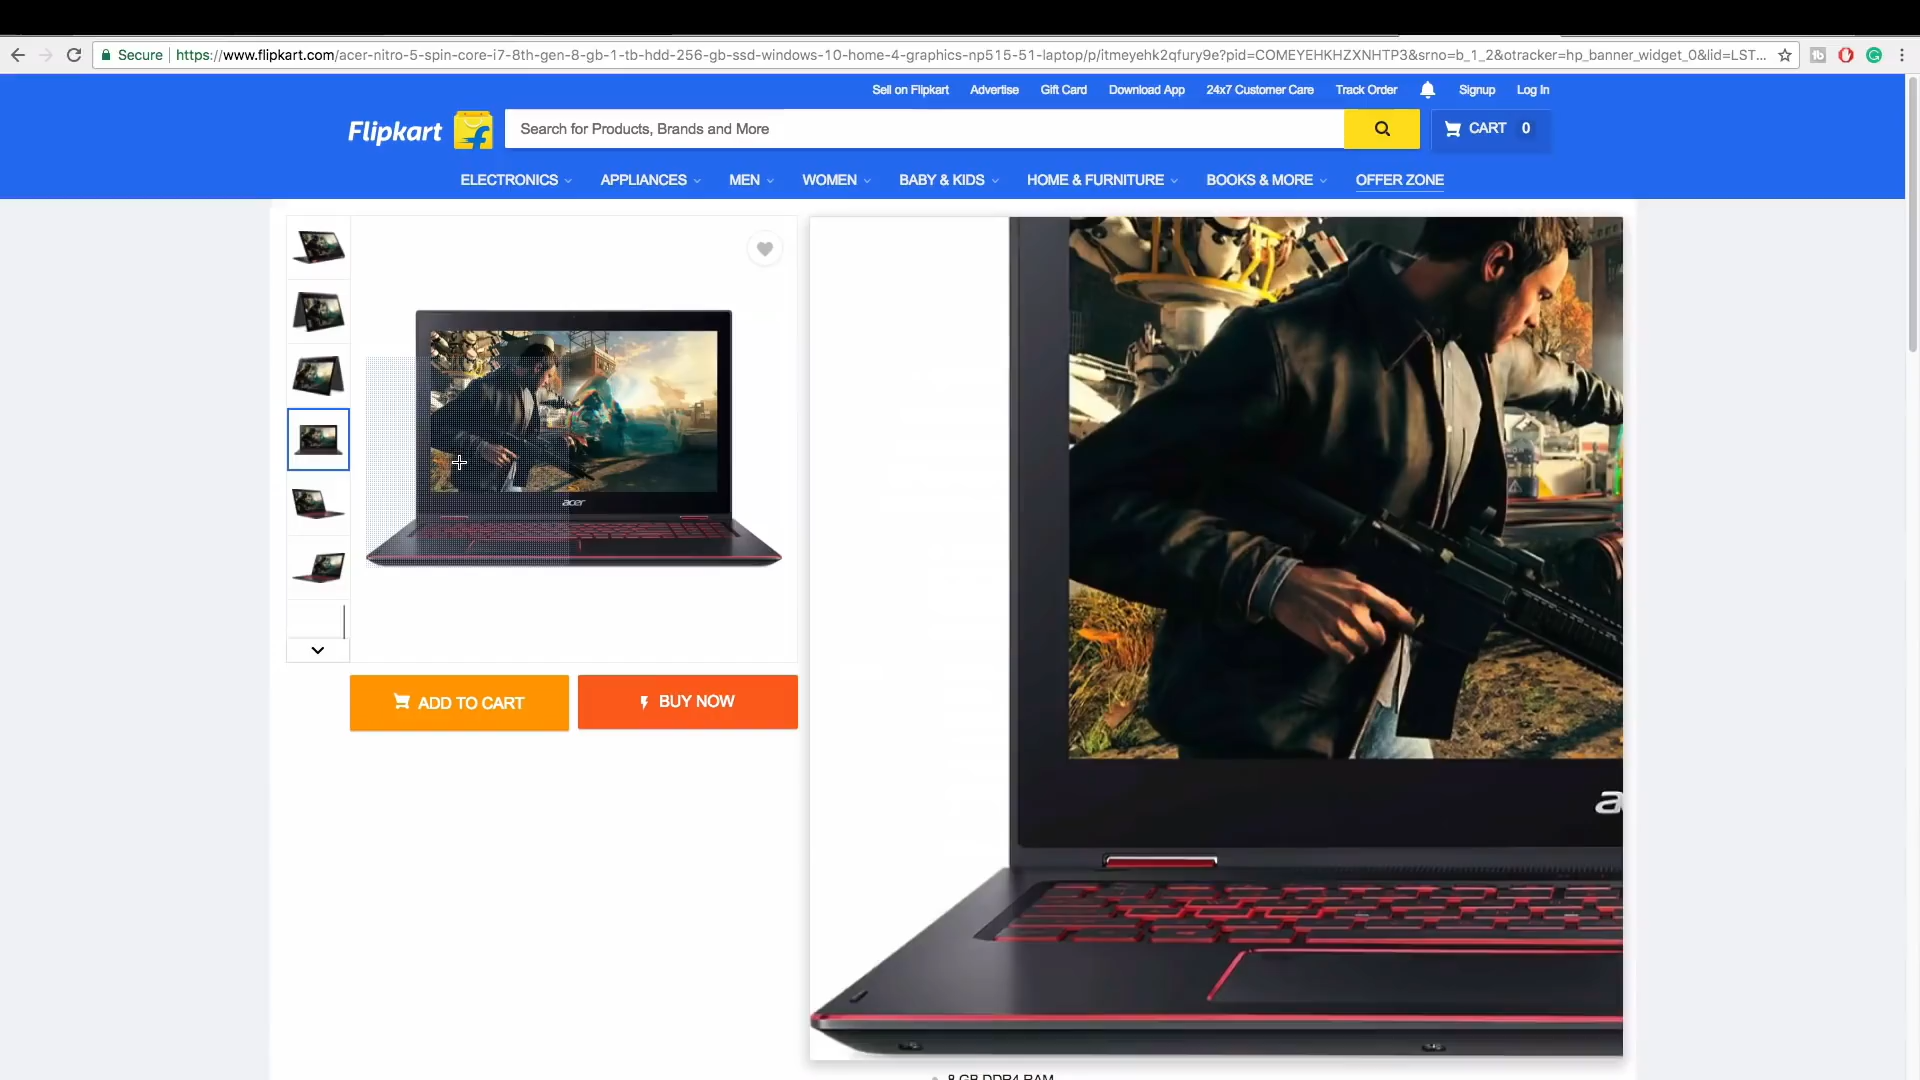 Secure https://www.flipkart.com/acer-nitro-5-spin-core-i7-8th-gen-8-gb-1-tb-hdd-256-gb-ssd-windows-10-home-4-graphics-np515-51-laptop/p/itmeyehk2qfury9e?pid=COMEYEHKHZXNHTP3&srno=b_1_2&otracker=hp_banner_widget_0&lid=LST...
Sell on Flipkart Advertise Gift Card Download App 24x7 Customer Care Track Order Signup Log In
Flipkart Search for Products, Brands and More CART 0
ELECTRONICS APPLIANCES MEN WOMEN BABY & KIDS HOME & FURNITURE BOOKS & MORE OFFER ZONE
acer
ADD TO CART BUY NOW
8 GB DDR4 RAM